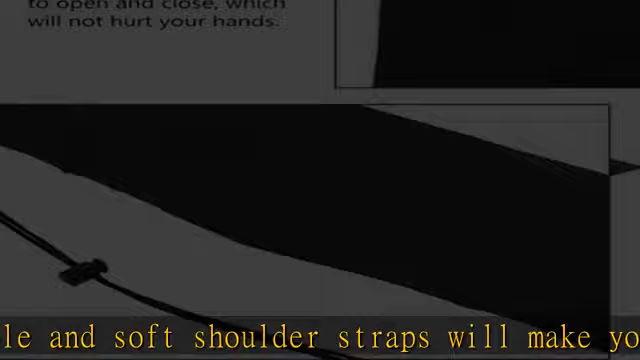 to open and close, which
will not hurt your hands.
le and soft shoulder straps will make yo